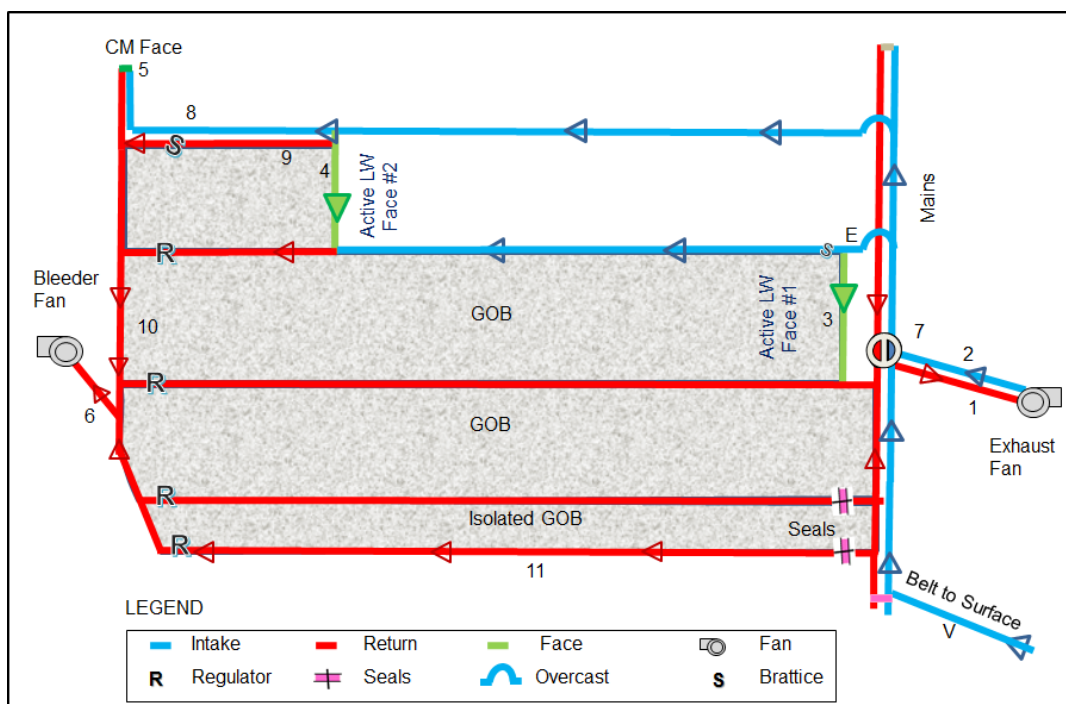 CM Face
5
8
S
9
4
Active LW
Face #2
Mains
R
S
E
Bleeder
Fan
10
GOB
Active LW
Face #1
3
7
2
1
R
6
GOB
Exhaust
Fan
R
Isolated GOB
Seals
R
11
Belt to Surface
V
LEGEND
Intake
Return
Face
Fan
R
Regulator
Seals
Overcast
S
Brattice